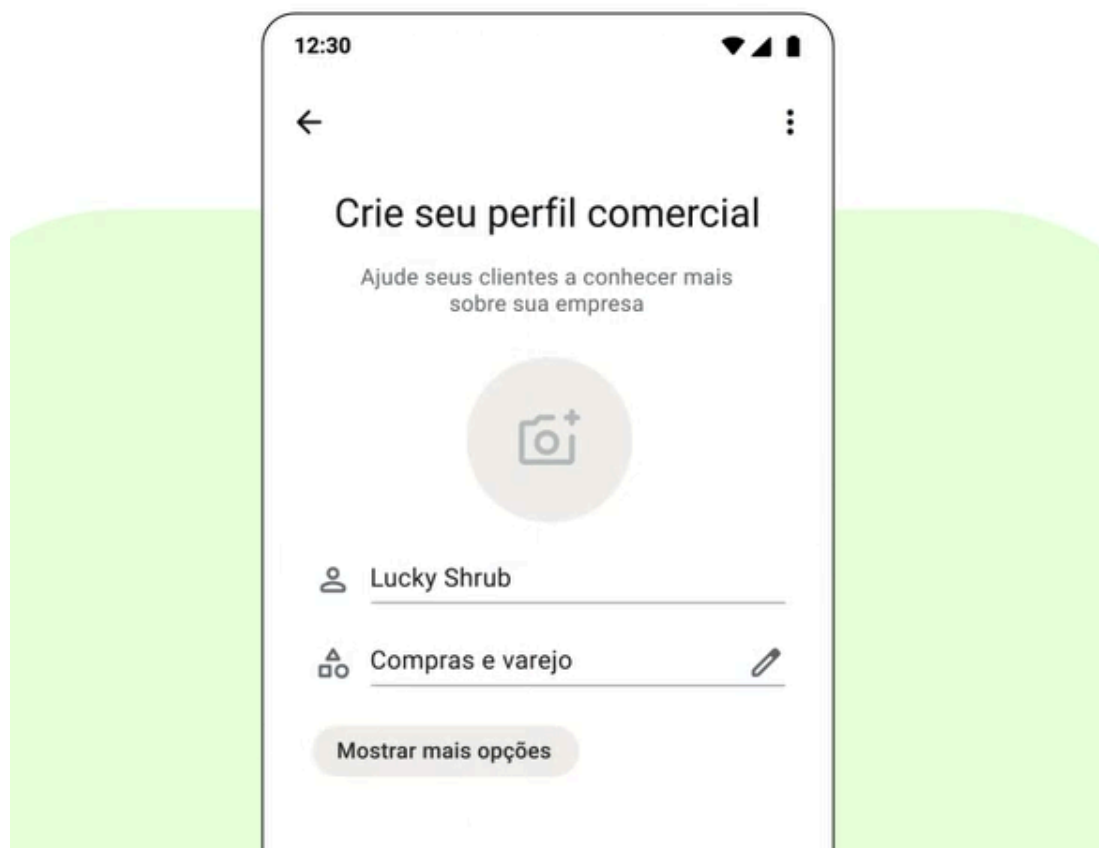 12:30
Crie seu perfil comercial
Ajude seus clientes a conhecer mais
sobre sua empresa
Lucky Shrub
Compras e varejo
Mostrar mais opções